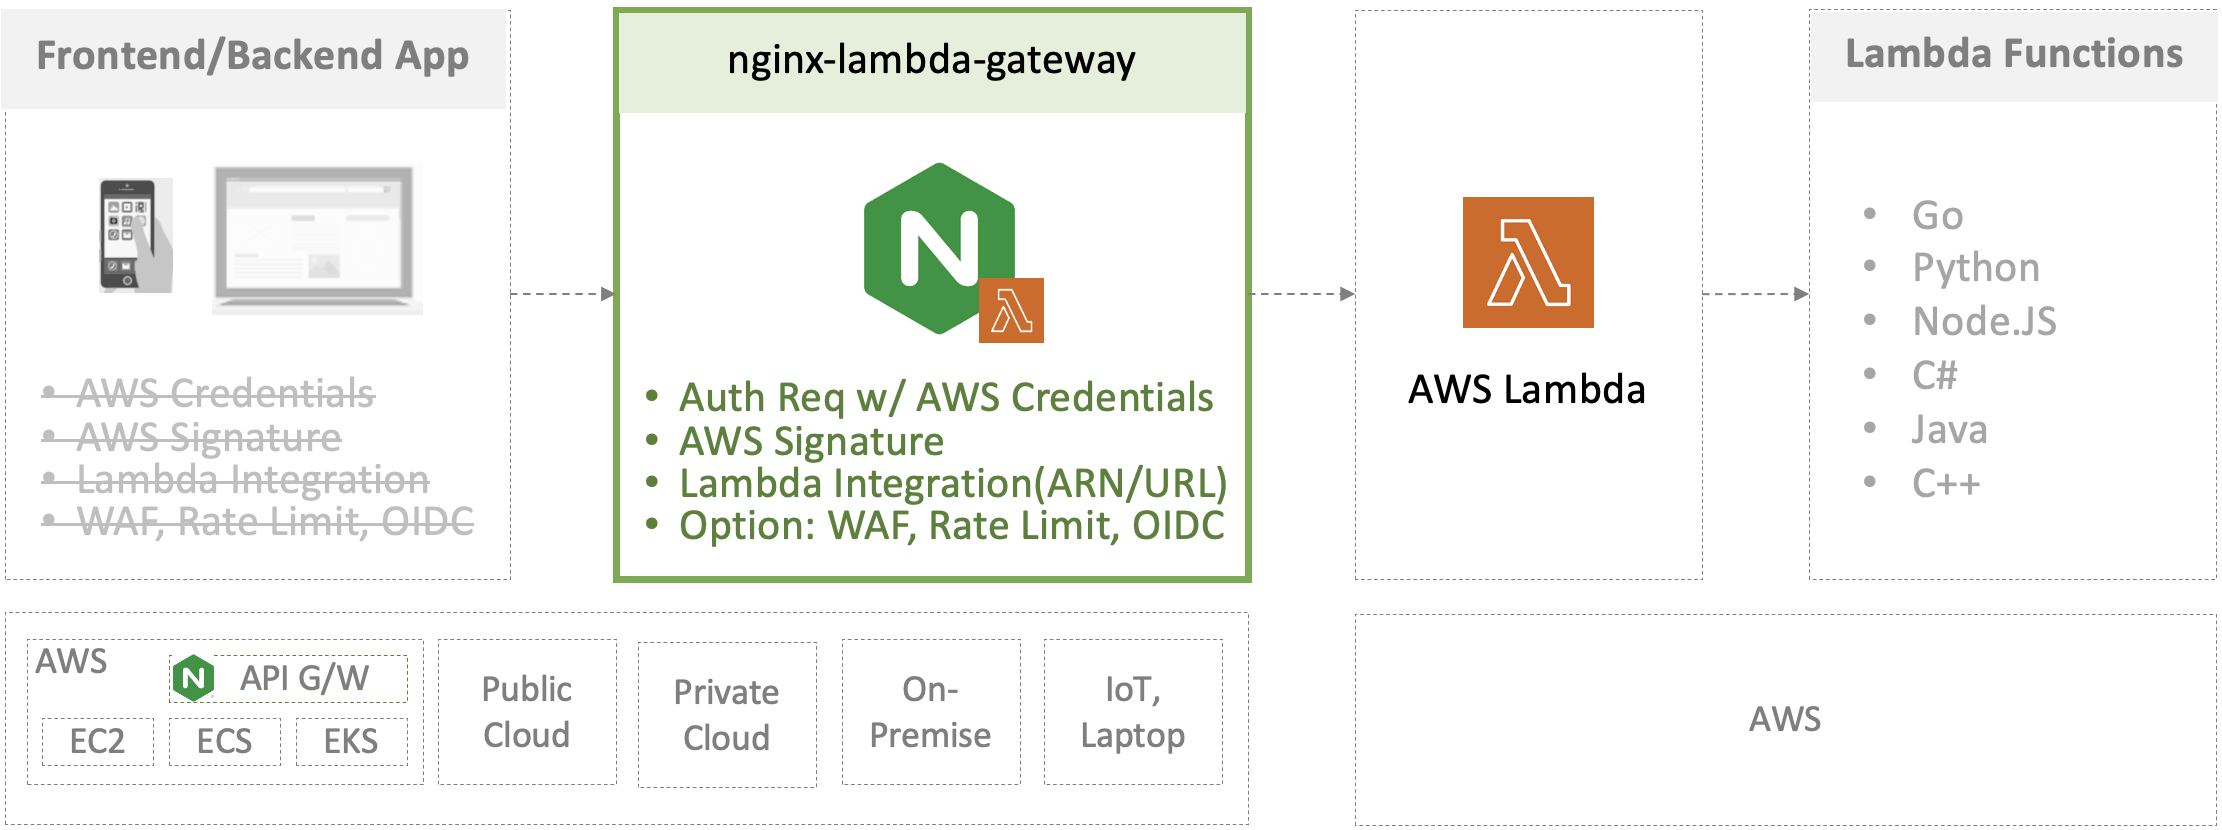 Frontend/Backend App
• AWS Credentials
• AWS Signature
• Lambda Integration
• WAF, Rate Limit, OIDC
nginx-lambda-gateway
N
• Auth Req w/ AWS Credentials
• AWS Signature
• Lambda Integration(ARN/URL)
• Option: WAF, Rate Limit, OIDC
AWS Lambda
Lambda Functions
• Go
• Python
• Node.JS
• C#
• Java
• C++
AWS
N
API G/W
EC2
ECS
EKS
Public
Cloud
Private
Cloud
On-
Premise
IoT,
Laptop
AWS